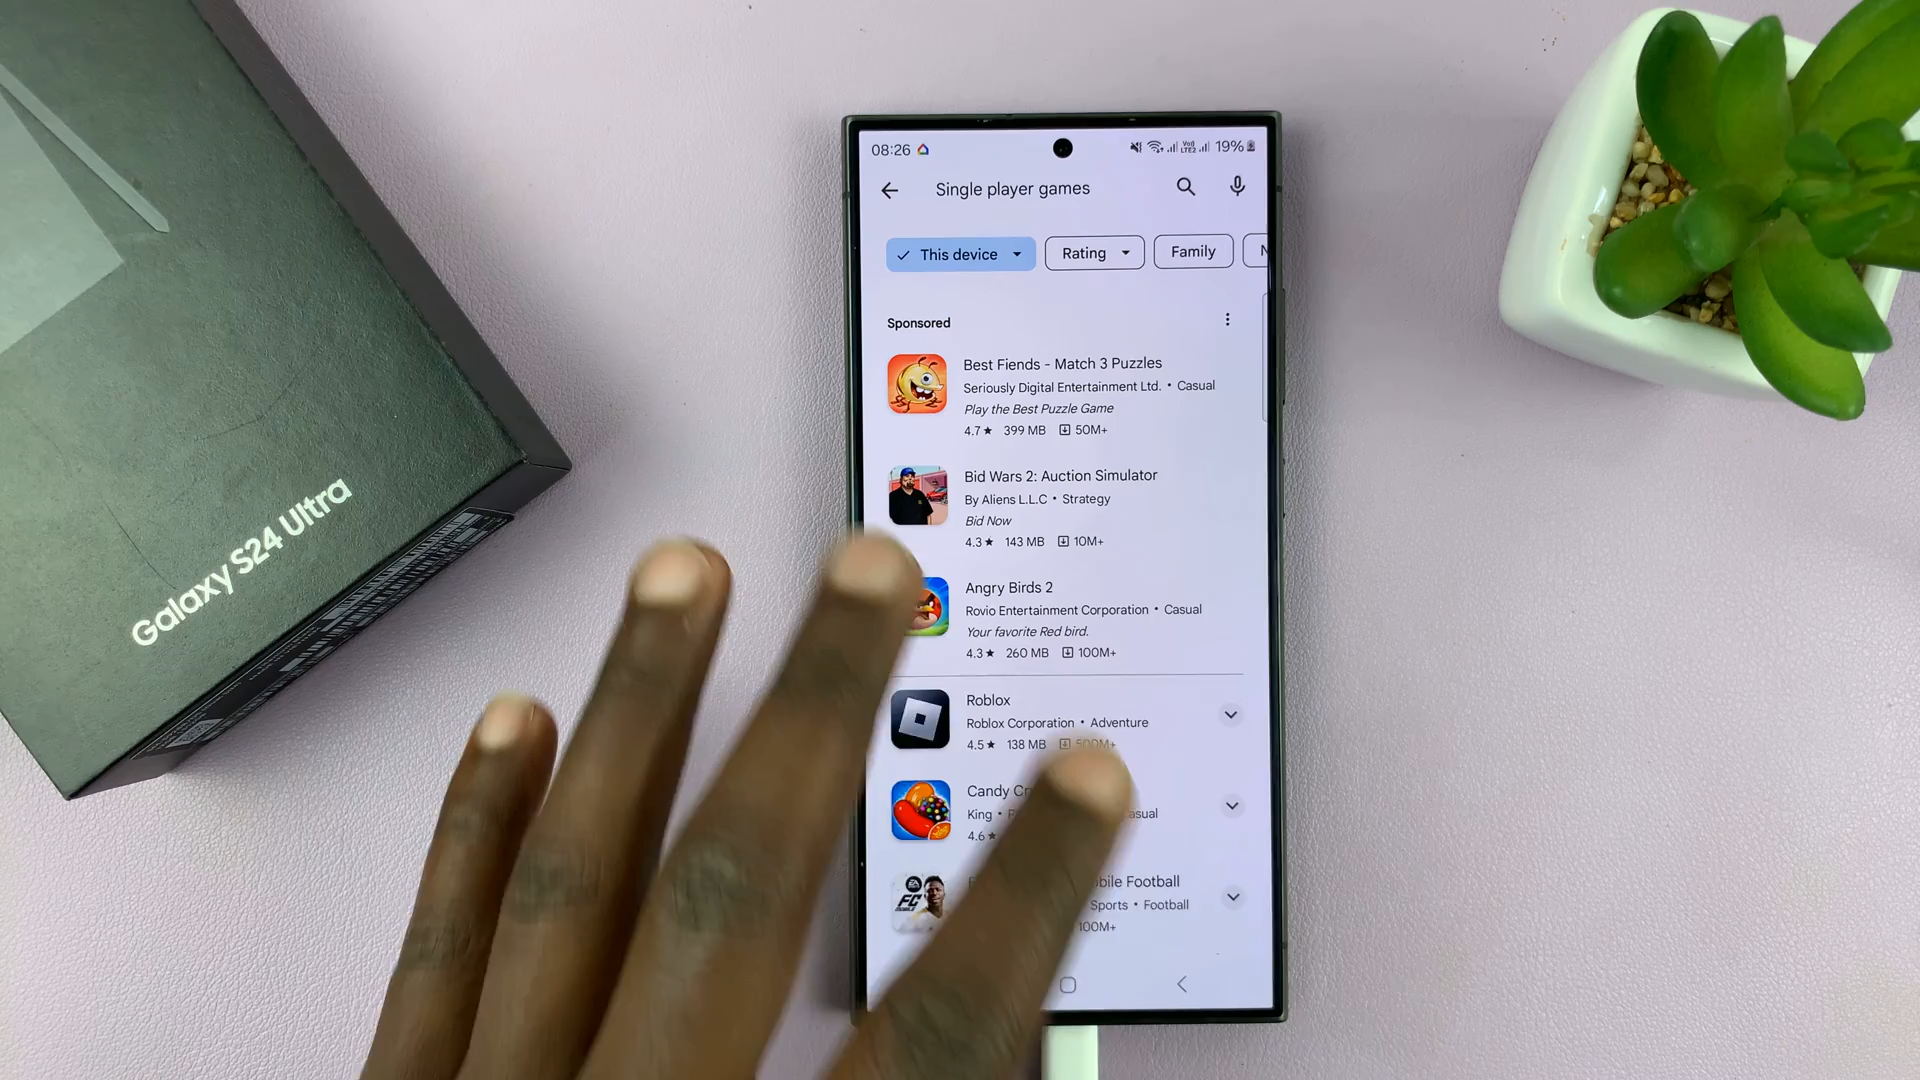 Galaxy S24 Ultra
08:26
19%
Single player games
This device
Rating
Family
Sponsored
Best Fiends - Match 3 Puzzles
Seriously Digital Entertainment Ltd. • Casual
Play the Best Puzzle Game
4.7★ 399 MB 50M+
Bid Wars 2: Auction Simulator
By Aliens L.L.C • Strategy
Bid Now
4.3★ 143 MB 10M+
Angry Birds 2
Rovio Entertainment Corporation • Casual
Your favorite Red bird.
4.3★ 260 MB 100M+
Roblox
Roblox Corporation • Adventure
4.5★ 138 MB 500M+
Candy
King •
4.6★
FC
Football
Sports • Football
100M+